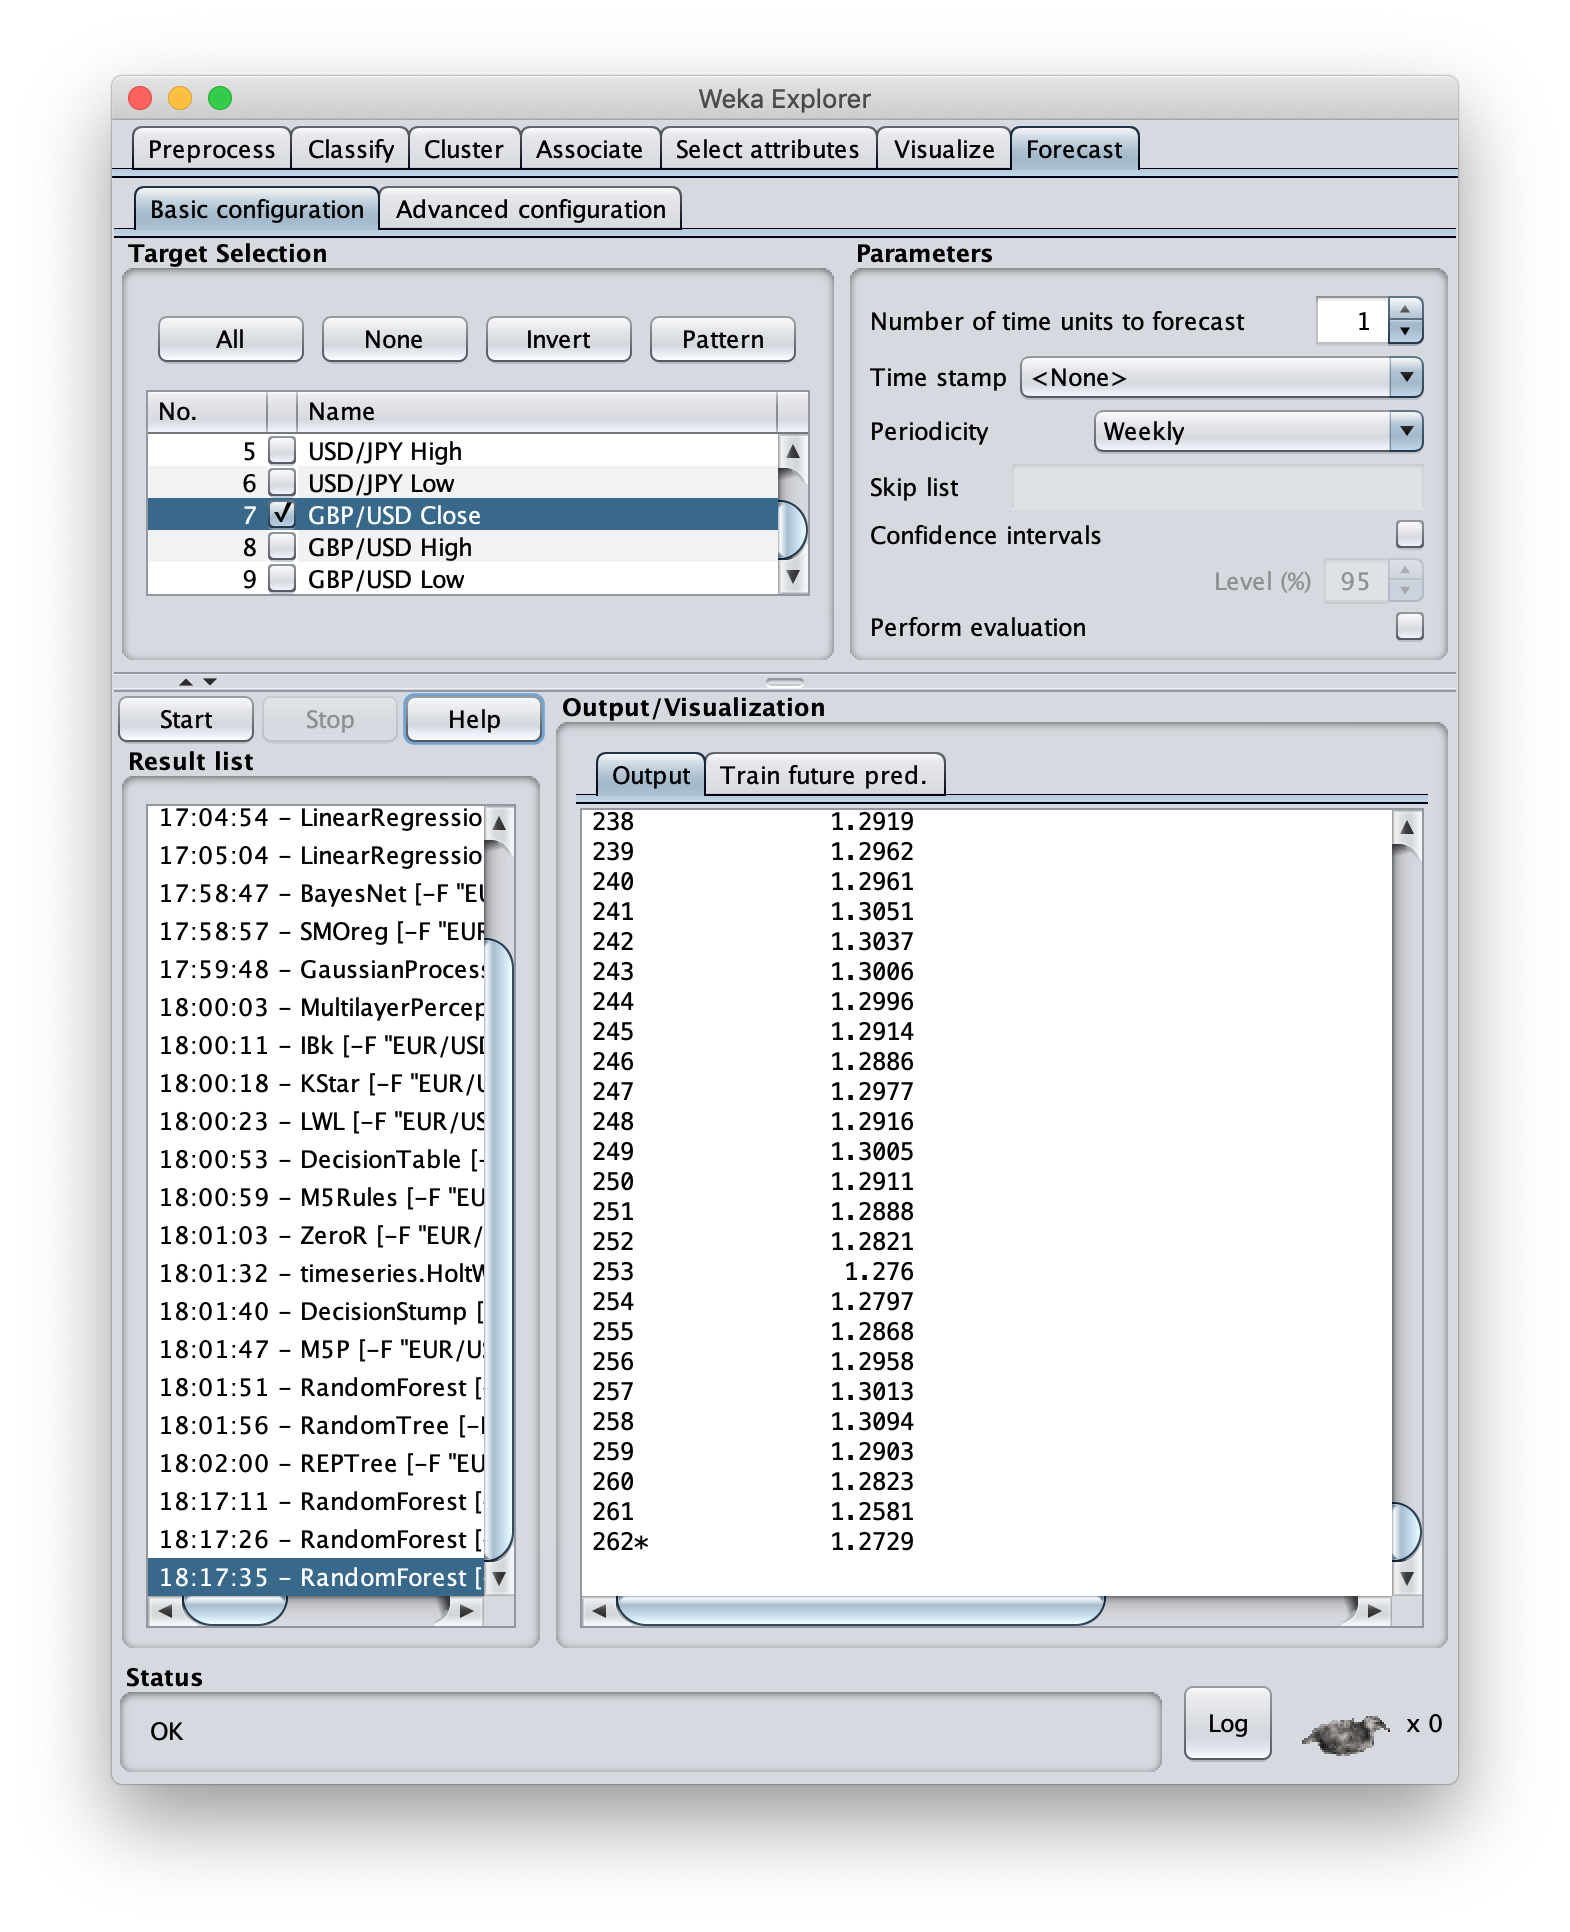 Weka Explorer
Preprocess Classify Cluster Associate Select attributes Visualize Forecast
Basic configuration Advanced configuration
Target Selection
All None Invert Pattern
No. Name
5 USD/JPY High
6 USD/JPY Low
7 GBP/USD Close
8 GBP/USD High
9 GBP/USD Low
Parameters
Number of time units to forecast 1
Time stamp <None>
Periodicity Weekly
Skip list
Confidence intervals
Level (%) 95
Perform evaluation
Start Stop Help
Result list
17:04:54 – LinearRegressio
17:05:04 – LinearRegressio
17:58:47 – BayesNet [–F "EU
17:58:57 – SMOreg [–F "EUR
17:59:48 – GaussianProcess
18:00:03 – MultilayerPercep
18:00:11 – IBk [–F "EUR/USD
18:00:18 – KStar [–F "EUR/U
18:00:23 – LWL [–F "EUR/US
18:00:53 – DecisionTable [–
18:00:59 – M5Rules [–F "EU
18:01:03 – ZeroR [–F "EUR/
18:01:32 – timeseries.HoltW
18:01:40 – DecisionStump [
18:01:47 – M5P [–F "EUR/US
18:01:51 – RandomForest [–
18:01:56 – RandomTree [–F
18:02:00 – REPTree [–F "EU
18:17:11 – RandomForest [–
18:17:26 – RandomForest [–
18:17:35 – RandomForest [–
Output/Visualization
Output Train future pred.
238 1.2919
239 1.2962
240 1.2961
241 1.3051
242 1.3037
243 1.3006
244 1.2996
245 1.2914
246 1.2886
247 1.2977
248 1.2916
249 1.3005
250 1.2911
251 1.2888
252 1.2821
253 1.276
254 1.2797
255 1.2868
256 1.2958
257 1.3013
258 1.3094
259 1.2903
260 1.2823
261 1.2581
262* 1.2729
Status
OK
Log
x 0